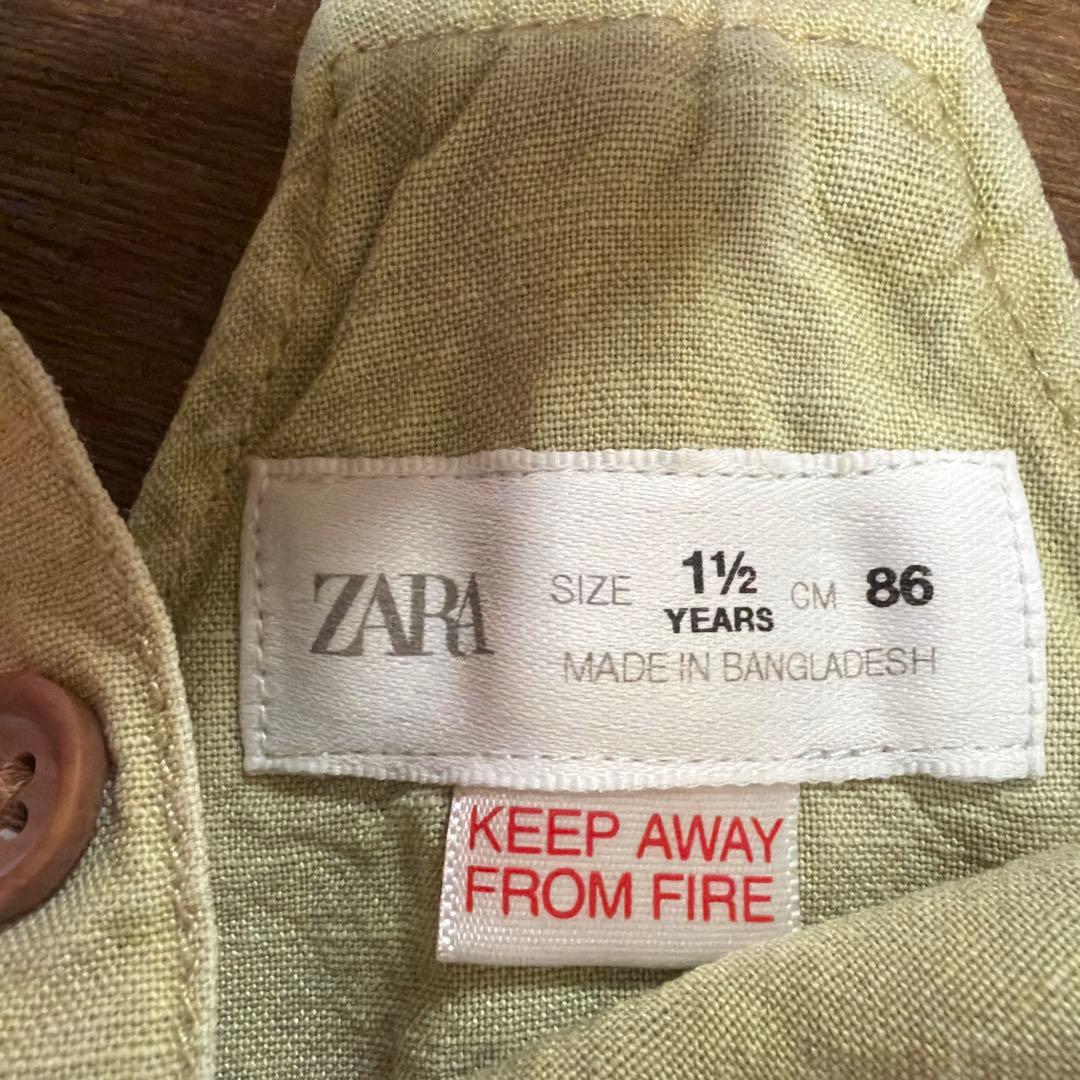 ZARA SIZE 1½ YEARS CM 86
MADE IN BANGLADESH
KEEP AWAY
FROM FIRE